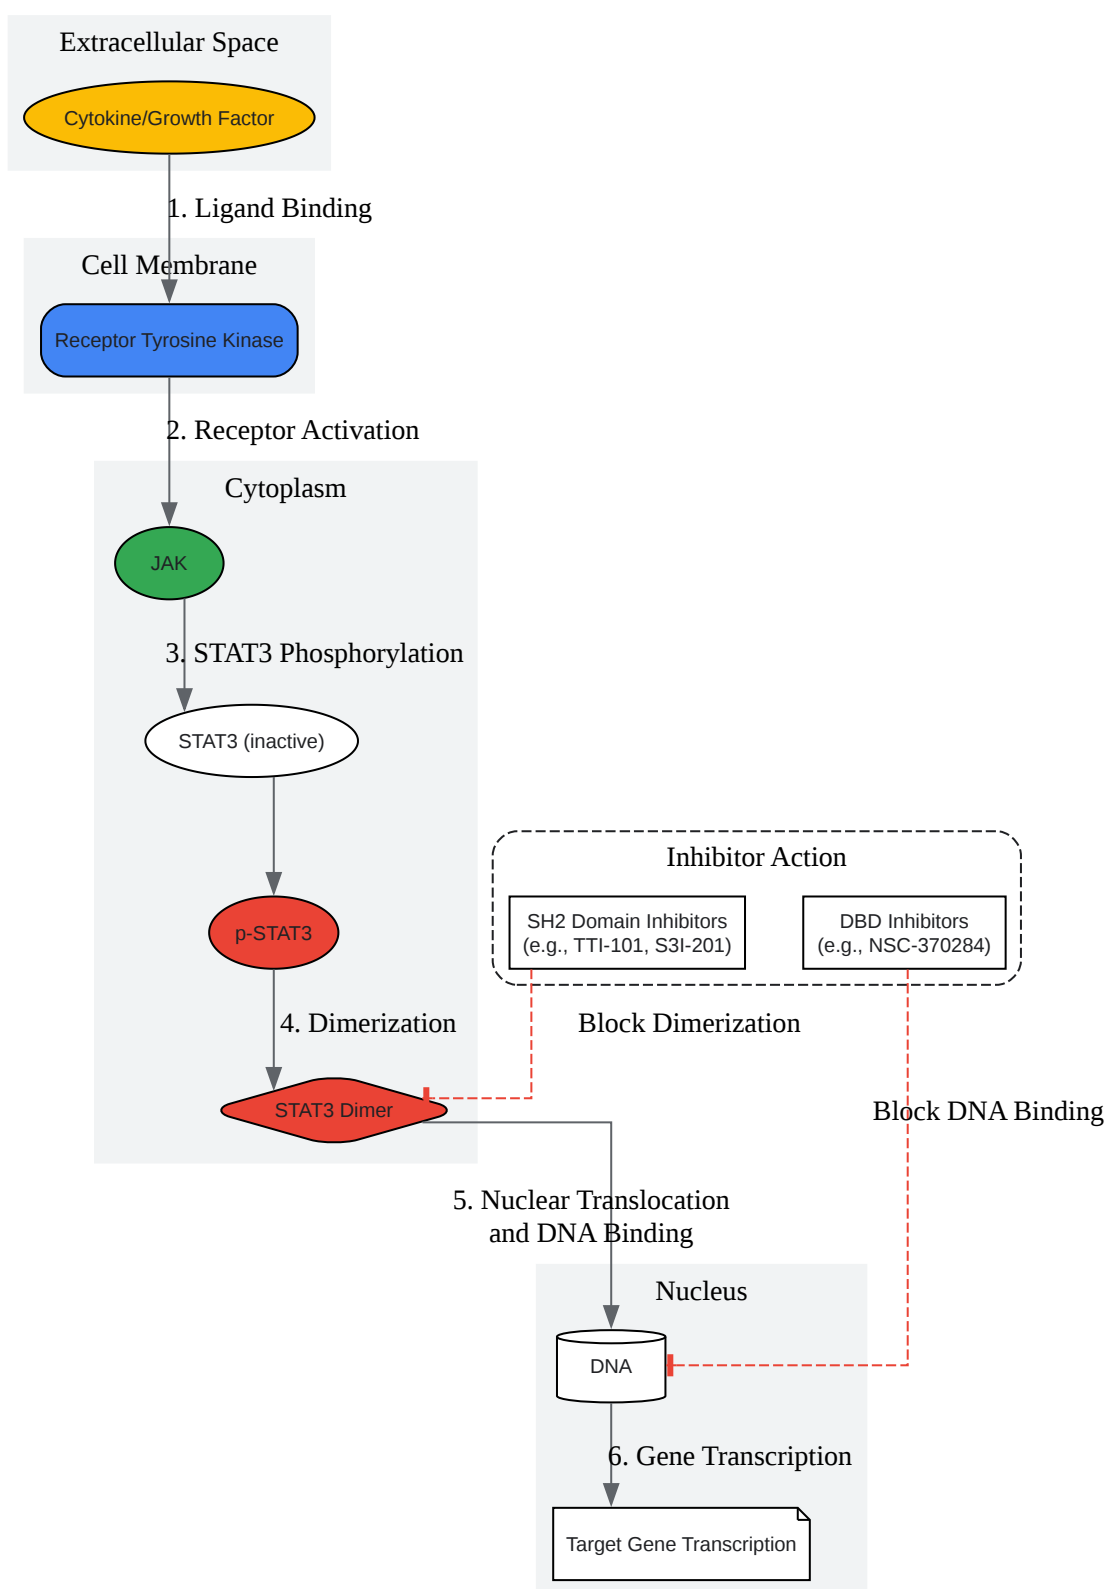 Extracellular Space
Cytokine/Growth Factor
1. Ligand Binding
Cell Membrane
Receptor Tyrosine Kinase
2. Receptor Activation
Cytoplasm
JAK
3. STAT3 Phosphorylation
STAT3 (inactive)
Inhibitor Action
SH2 Domain Inhibitors
(e.g., TTI-101, S3I-201)
DBD Inhibitors
(e.g., NSC-370284)
p-STAT3
4. Dimerization
Block Dimerization
STAT3 Dimer
Block DNA Binding
5. Nuclear Translocation
and DNA Binding
Nucleus
DNA
6. Gene Transcription
Target Gene Transcription